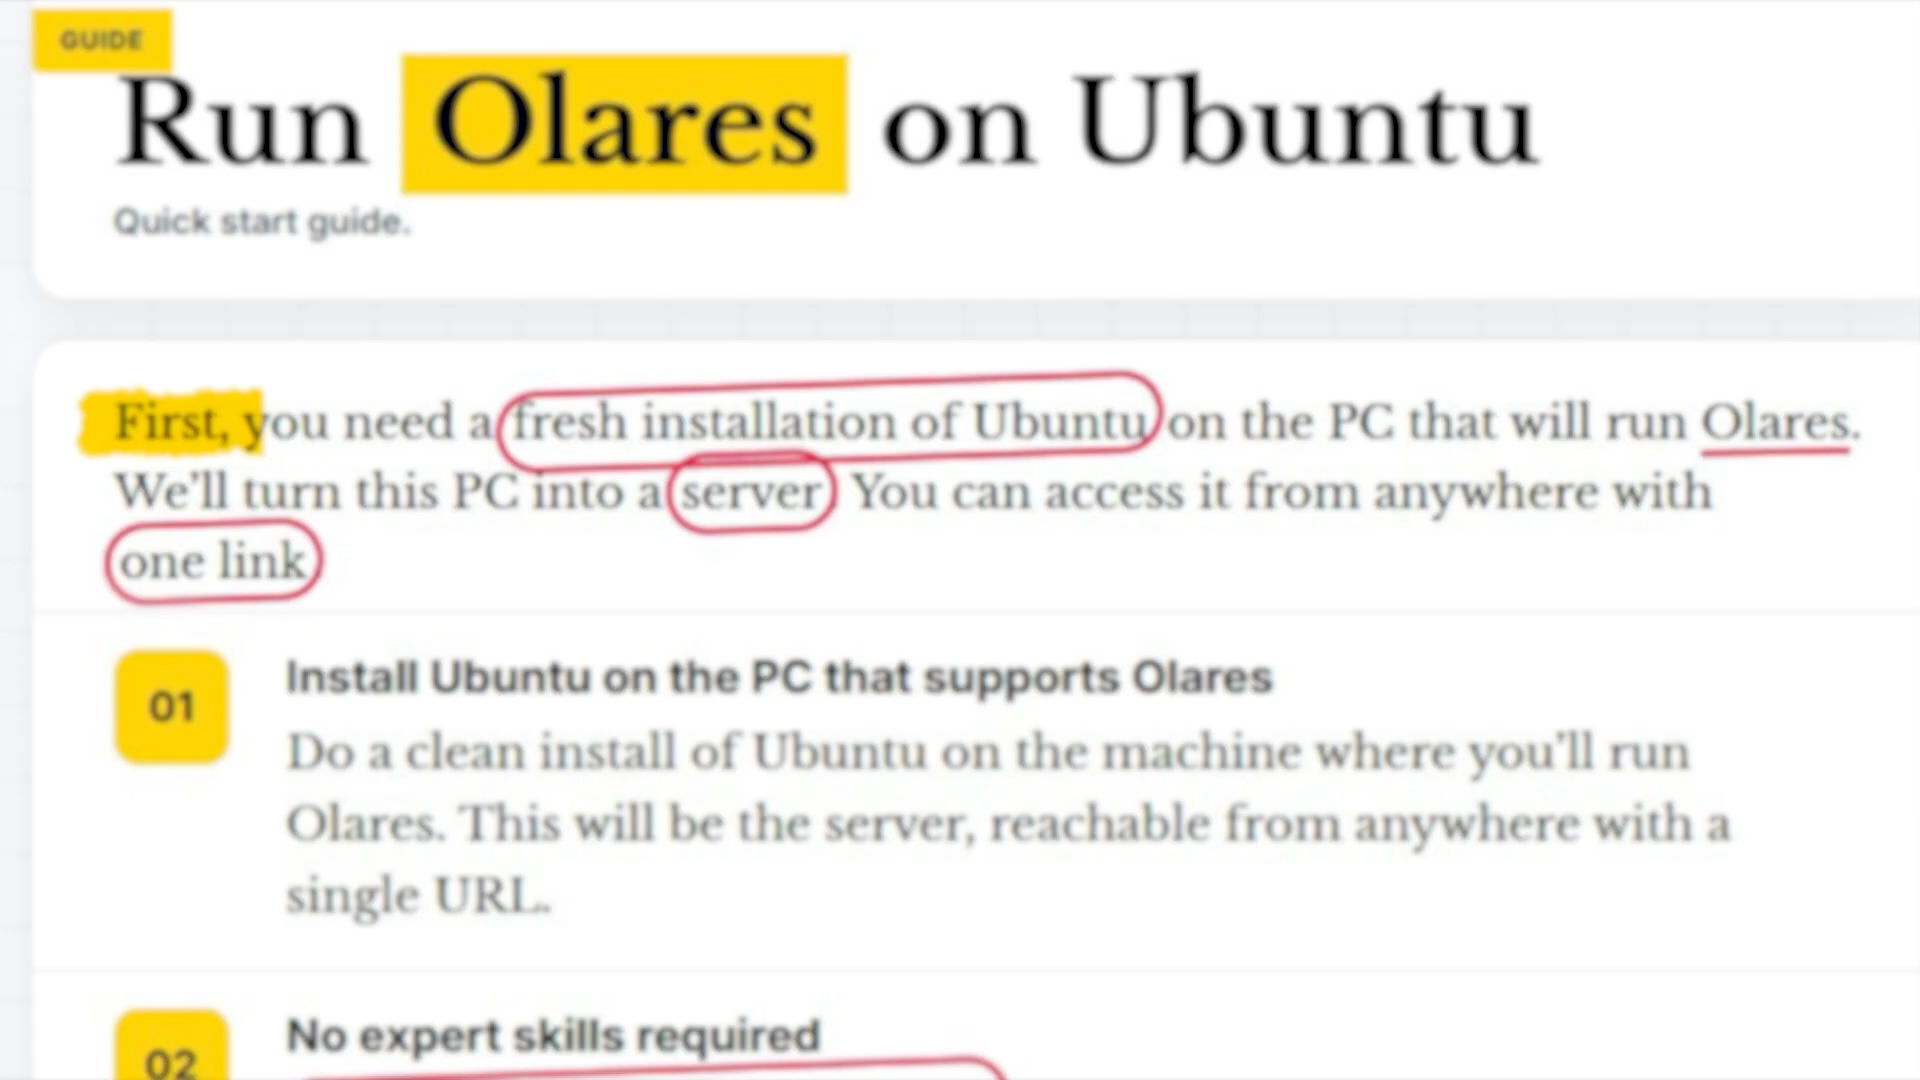 GUIDE
Run Olares on Ubuntu
Quick start guide.
First, you need a fresh installation of Ubuntu on the PC that will run Olares.
We'll turn this PC into a server You can access it from anywhere with
one link
01
Install Ubuntu on the PC that supports Olares
Do a clean install of Ubuntu on the machine where you'll run
Olares. This will be the server, reachable from anywhere with a
single URL.
02
No expert skills required